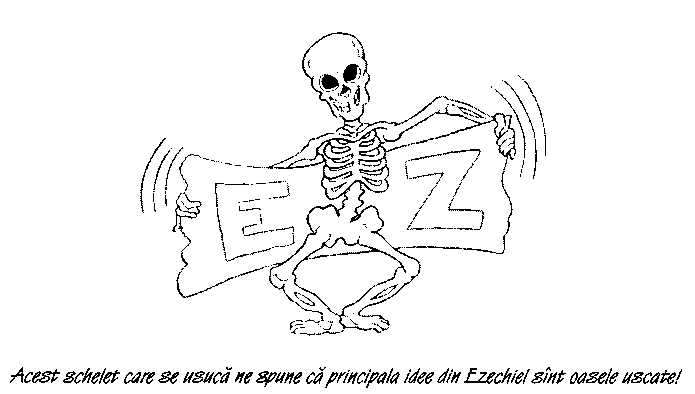 E Z
Acest schelet care se usucă ne spune că principala idee din Ezechiel sînt oasele uscate!